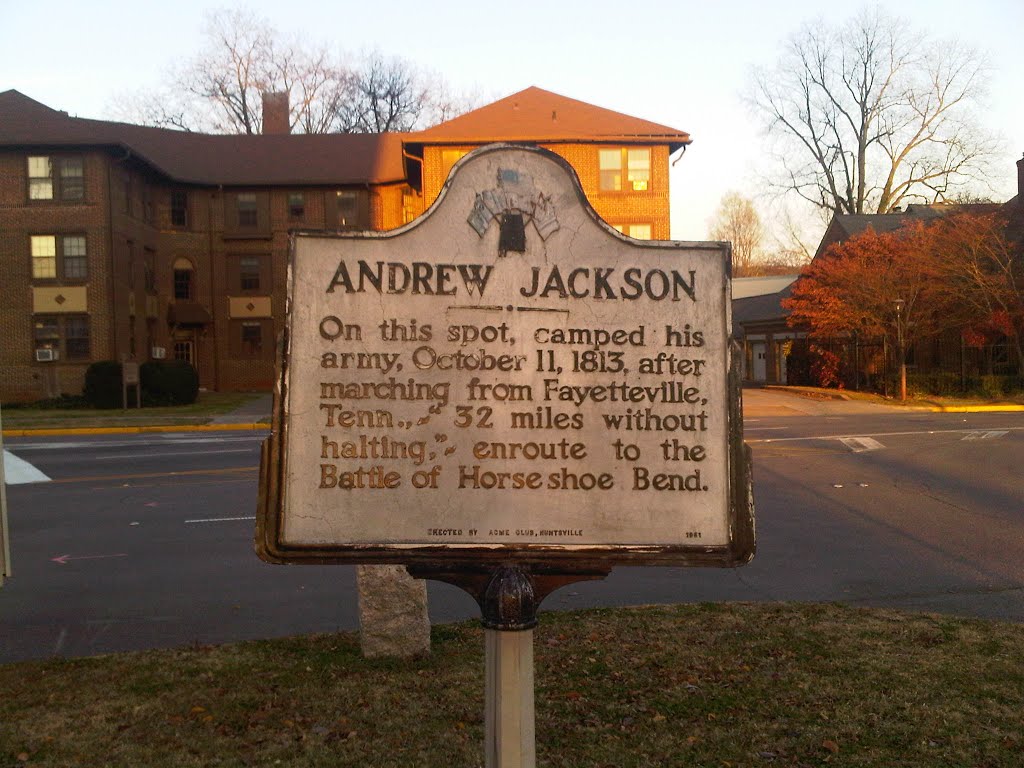 ANDREW JACKSON
On this spot, camped his
army, October 11, 1813, after
marching from Fayetteville,
Tenn., " 32 miles without
halting," enroute to the
Battle of Horseshoe Bend.
ERECTED BY ACME CLUB, HUNTSVILLE 1961